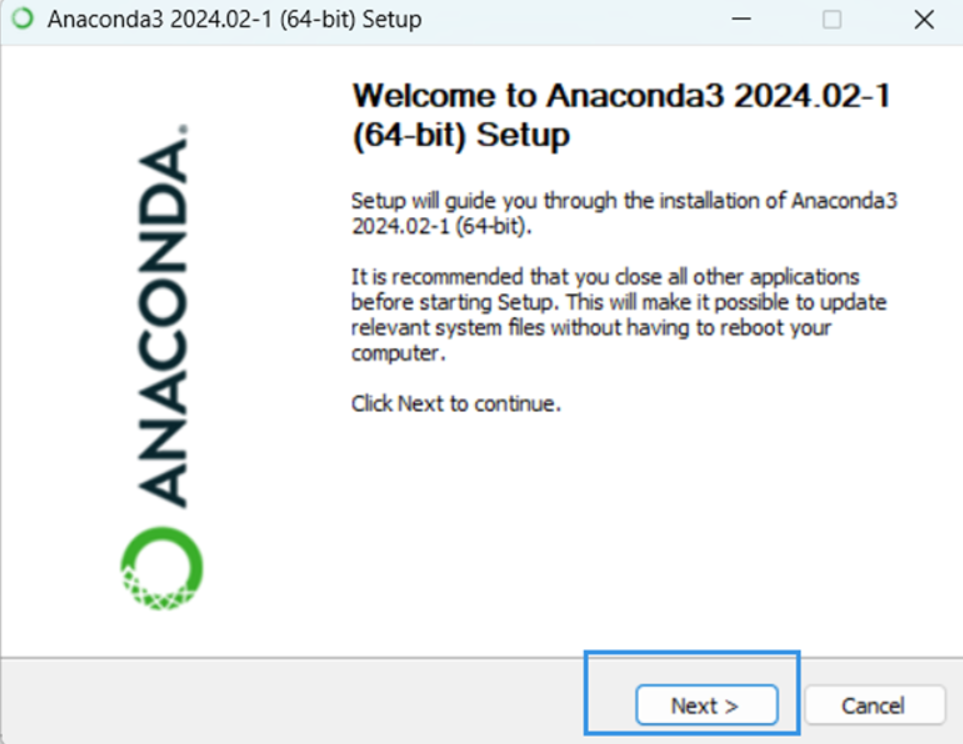 Anaconda3 2024.02-1 (64-bit) Setup
ANACONDA.
Welcome to Anaconda3 2024.02-1
(64-bit) Setup
Setup will guide you through the installation of Anaconda3
2024.02-1 (64-bit).
It is recommended that you close all other applications
before starting Setup. This will make it possible to update
relevant system files without having to reboot your
computer.
Click Next to continue.
Next >
Cancel